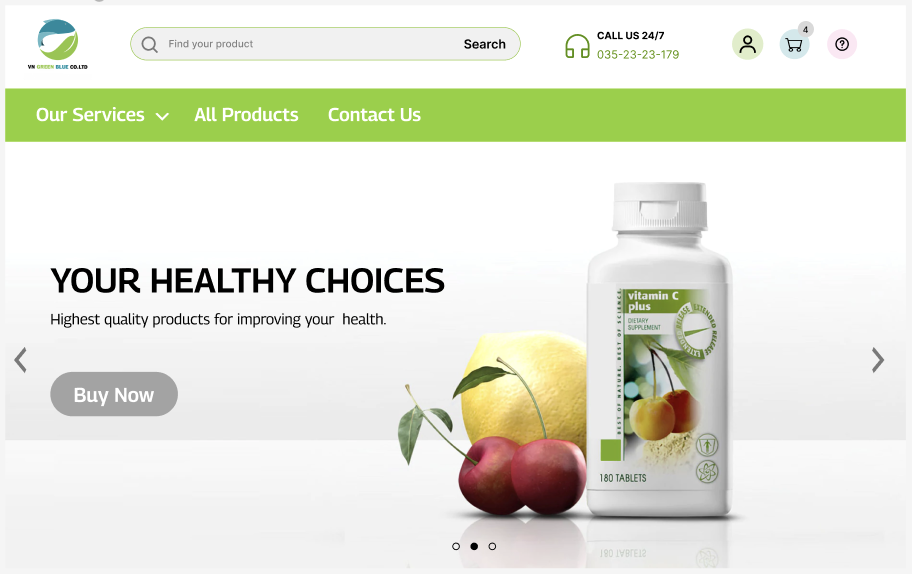 VN GREEN BLUE CO.LTD
Find your product
Search
CALL US 24/7
035-23-23-179
4
?
Our Services
All Products
Contact Us
YOUR HEALTHY CHOICES
Highest quality products for improving your  health.
Buy Now
vitamin C
plus
DIETARY
SUPPLEMENT
EXTENDED RELEASE EXTENDED RELEASE
BEST OF NATURE. BEST OF SCIENCE.
180 TABLETS